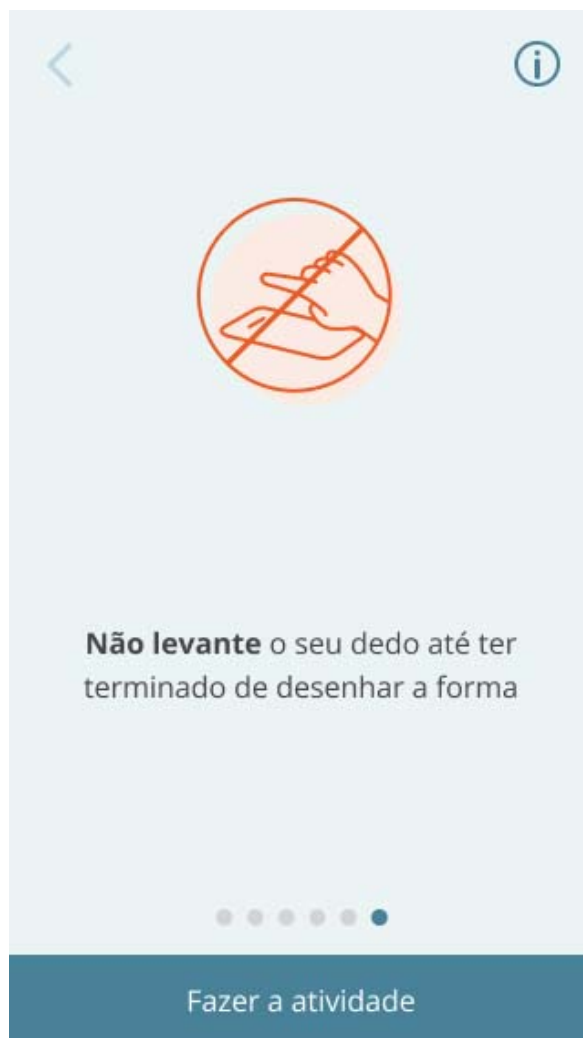 Não levante o seu dedo até ter
terminado de desenhar a forma
Fazer a atividade